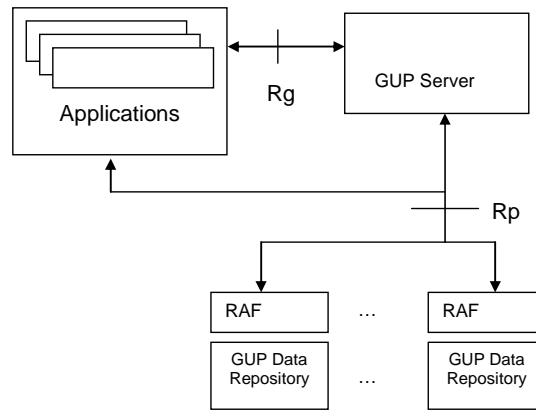 GUP Server
Rg
Applications
Rp
RAF
...
RAF
GUP Data
Repository
...
GUP Data
Repository